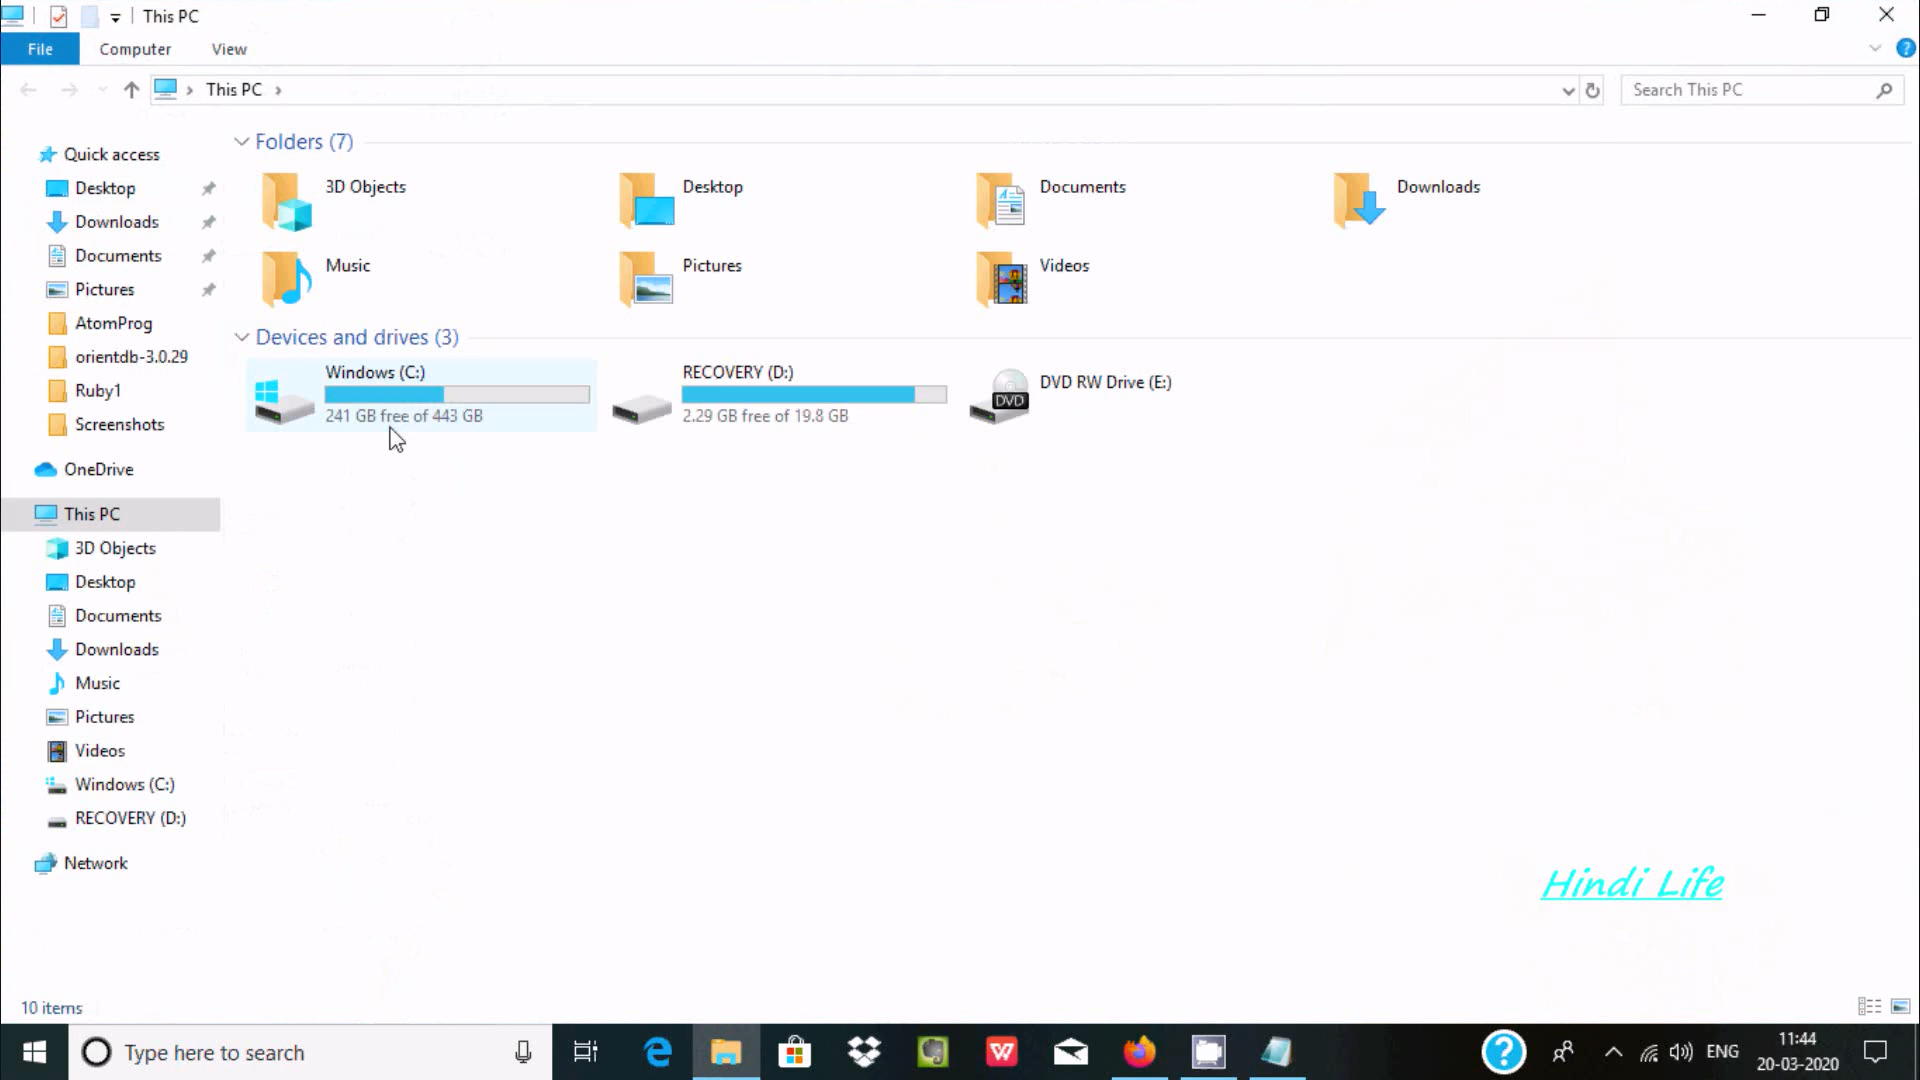 This PC
File Computer View
This PC
Search This PC
Quick access
Desktop
Downloads
Documents
Pictures
AtomProg
orientdb-3.0.29
Ruby1
Screenshots
OneDrive
This PC
3D Objects
Desktop
Documents
Downloads
Music
Pictures
Videos
Windows (C:)
RECOVERY (D:)
Network
Folders (7)
3D Objects
Desktop
Documents
Downloads
Music
Pictures
Videos
Devices and drives (3)
Windows (C:)
241 GB free of 443 GB
RECOVERY (D:)
2.29 GB free of 19.8 GB
DVD RW Drive (E:)
DVD
Hindi Life
10 items
Type here to search
ENG
11:44
20-03-2020